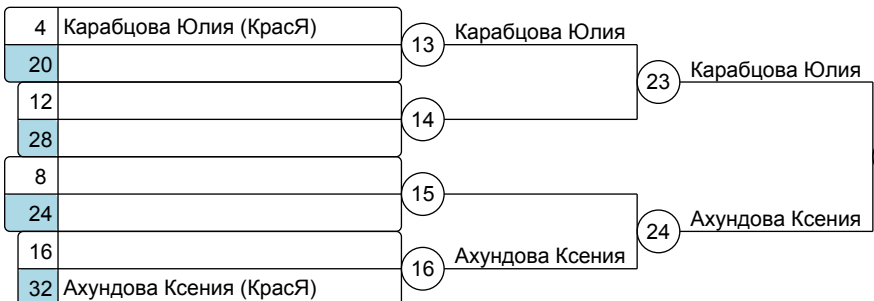 4 Карабцова Юлия (КрасЯ)
13 Карабцова Юлия
20
23 Карабцова Юлия
12
14
28
8
15
24
24 Ахундова Ксения
16
16 Ахундова Ксения
32 Ахундова Ксения (КрасЯ)